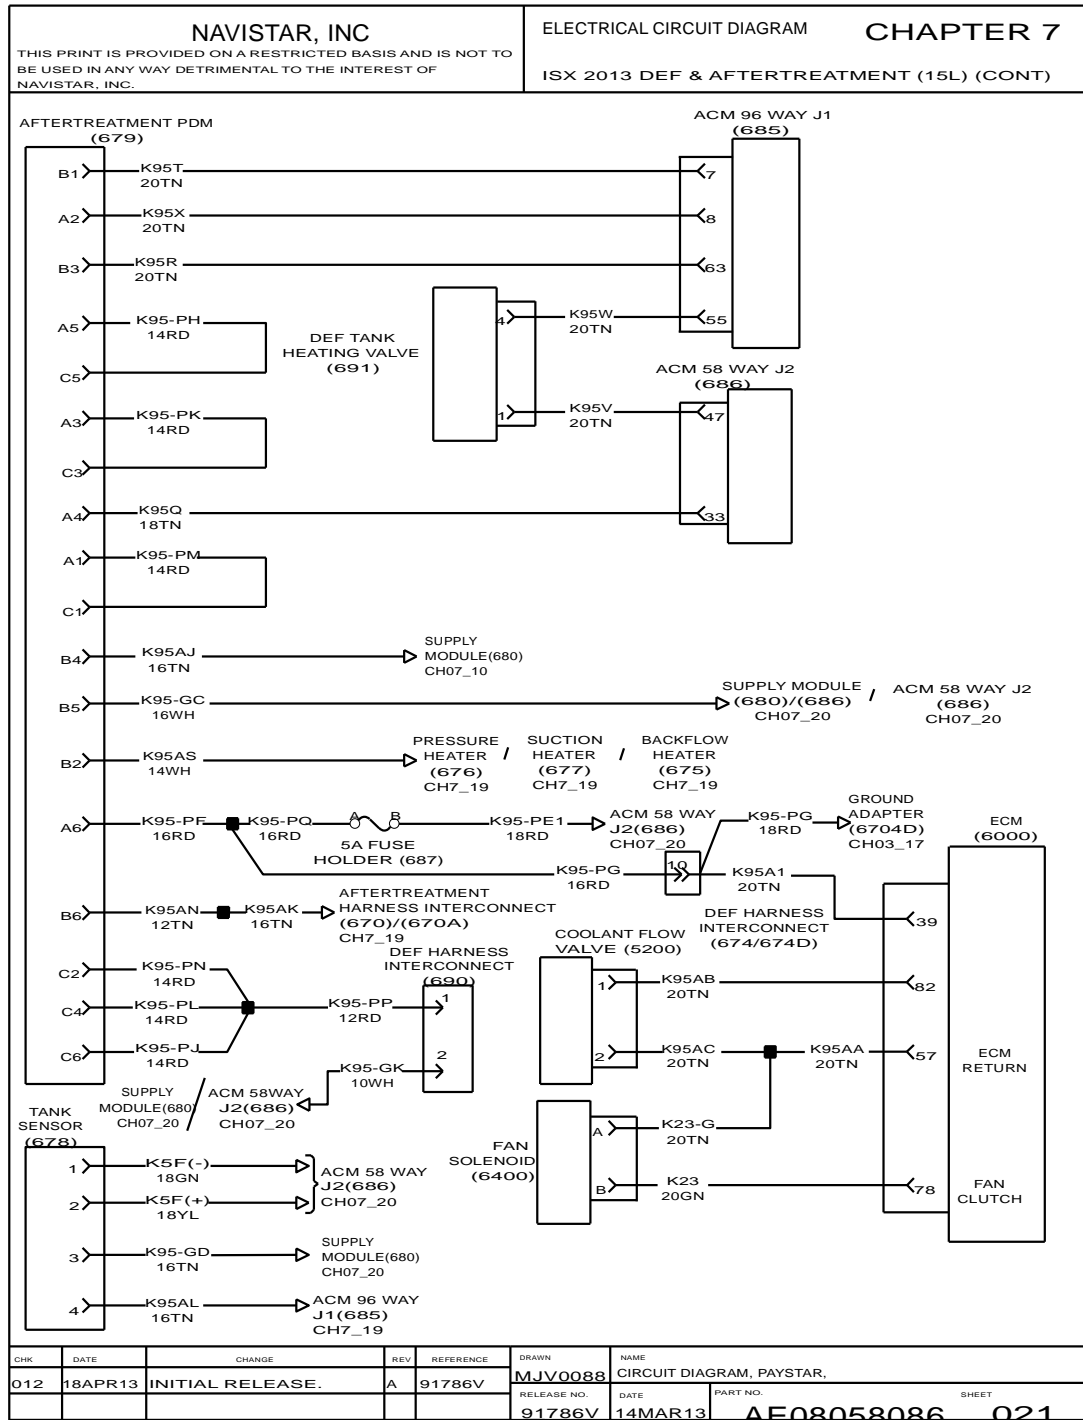 NAVISTAR, INC
THIS PRINT IS PROVIDED ON A RESTRICTED BASIS AND IS NOT TO
BE USED IN ANY WAY DETRIMENTAL TO THE INTEREST OF
NAVISTAR, INC.
ELECTRICAL CIRCUIT DIAGRAM
CHAPTER 7
ISX 2013 DEF & AFTERTREATMENT (15L) (CONT)
AFTERTREATMENT PDM
(679)
ACM 96 WAY J1
(685)
B1
K95T
20TN
7
A2
K95X
20TN
8
B3
K95R
20TN
63
A5
K95-PH
14RD
C5
DEF TANK
HEATING VALVE
(691)
4
K95W
20TN
55
ACM 58 WAY J2
(686)
1
K95V
20TN
47
A3
K95-PK
14RD
C3
A4
K95Q
18TN
33
A1
K95-PM
14RD
C1
B4
K95AJ
16TN
SUPPLY
MODULE(680)
CH07_10
B5
K95-GC
16WH
SUPPLY MODULE
(680)/(686)
CH07_20
/
ACM 58 WAY J2
(686)
CH07_20
B2
K95AS
14WH
PRESSURE
HEATER
(676)
CH7_19
/
SUCTION
HEATER
(677)
CH7_19
/
BACKFLOW
HEATER
(675)
CH7_19
A6
K95-PF
16RD
K95-PQ
16RD
A
B
5A FUSE
HOLDER (687)
K95-PE1
18RD
ACM 58 WAY
J2(686)
CH07_20
K95-PG
18RD
GROUND
ADAPTER
(6704D)
CH03_17
ECM
(6000)
K95-PG
16RD
10
K95A1
20TN
39
DEF HARNESS
INTERCONNECT
(674/674D)
B6
K95AN
12TN
K95AK
16TN
AFTERTREATMENT
HARNESS INTERCONNECT
(670)/(670A)
CH7_19
COOLANT FLOW
VALVE (5200)
DEF HARNESS
INTERCONNECT
(690)
C2
K95-PN
14RD
C4
K95-PL
14RD
K95-PP
12RD
1
C6
K95-PJ
14RD
2
K95-GK
10WH
1
K95AB
20TN
82
2
K95AC
20TN
K95AA
20TN
57
ECM
RETURN
SUPPLY
MODULE(680)
CH07_20
/
ACM 58WAY
J2(686)
CH07_20
FAN
SOLENOID
(6400)
A
K23-G
20TN
B
K23
20GN
78
FAN
CLUTCH
TANK
SENSOR
(678)
1
K5F(-)
18GN
2
K5F(+)
18YL
ACM 58 WAY
J2(686)
CH07_20
3
K95-GD
16TN
SUPPLY
MODULE(680)
CH07_20
4
K95AL
16TN
ACM 96 WAY
J1(685)
CH7_19
CHK
DATE
CHANGE
REV
REFERENCE
012
18APR13
INITIAL RELEASE.
A
91786V
DRAWN
MJV0088
NAME
CIRCUIT DIAGRAM, PAYSTAR,
RELEASE NO.
91786V
DATE
14MAR13
PART NO.
AE08058086
SHEET
021